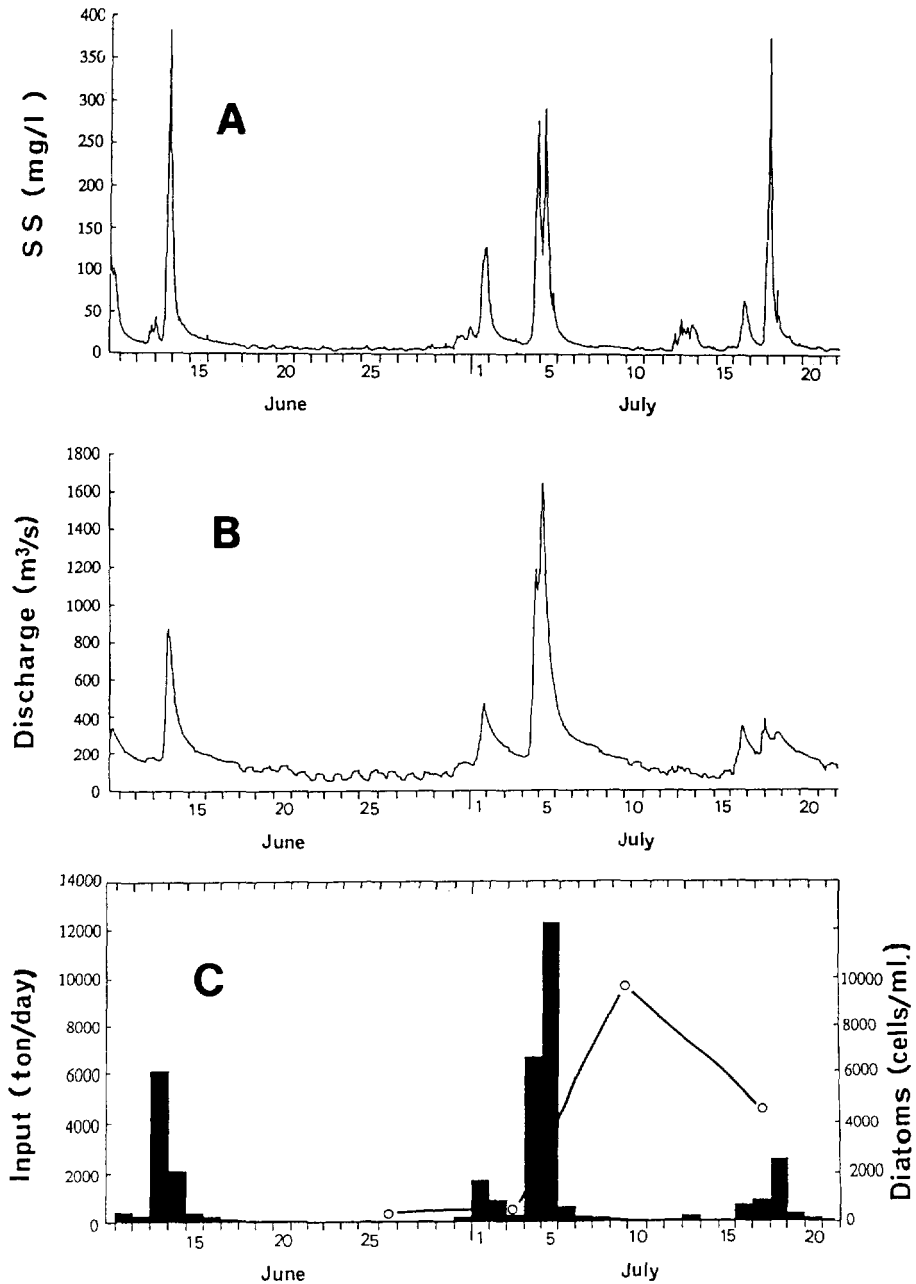 400
350
300
250
200
150
100
50
0
SS (mg/l)
A
15 20 25 1 5 10 15 20
June July
1800
1600
1400
1200
1000
800
600
400
200
0
Discharge (m³/s)
B
15 20 25 1 5 10 15 20
June July
14000
12000
10000
8000
6000
4000
2000
0
Input (ton/day)
C
10000
8000
6000
4000
2000
0
Diatoms (cells/ml.)
15 20 25 1 5 10 15 20
June July